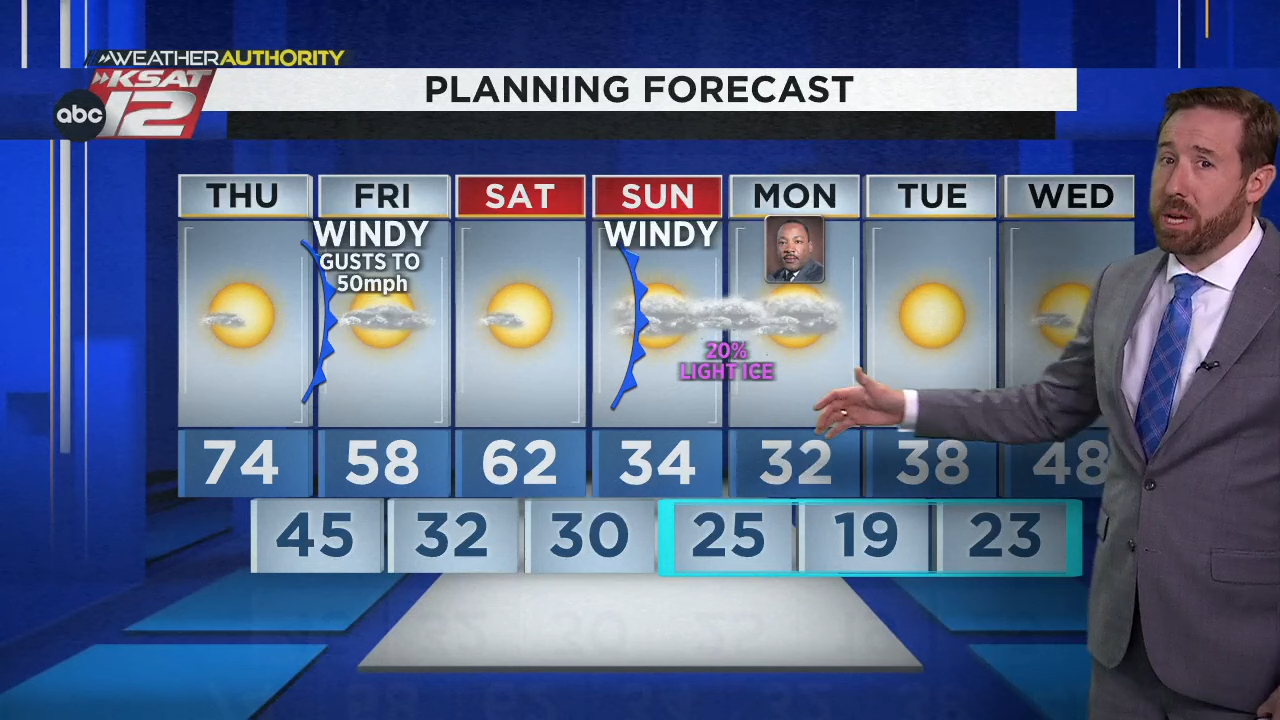 WEATHERAUTHORITY
KSAT
abc 12
PLANNING FORECAST
THU FRI SAT SUN MON TUE WED
WINDY WINDY
GUSTS TO
50mph
20%
LIGHT ICE
74 58 62 34 32 38 48
45 32 30 25 19 23